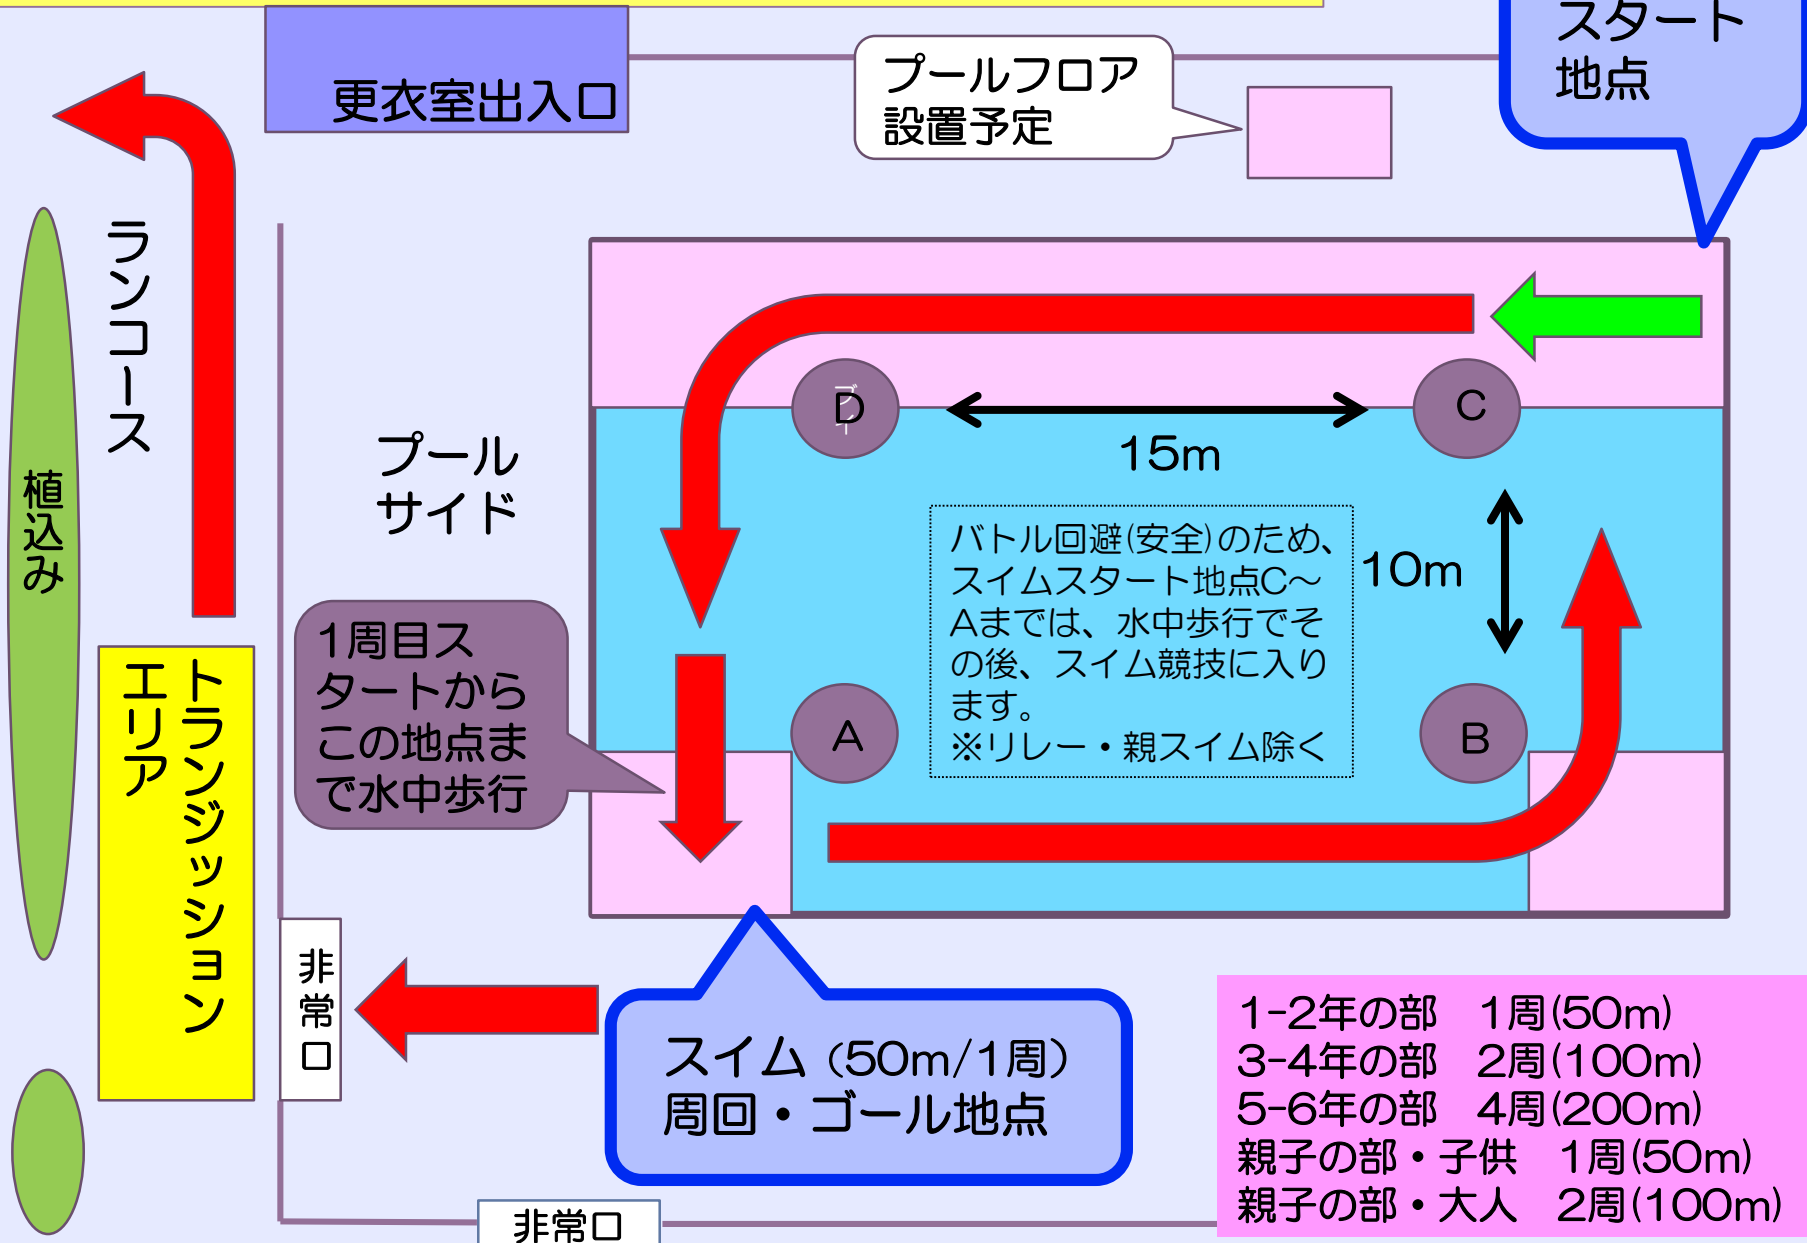 スタート
地点
更衣室出入口
プールフロア
設置予定
ランコース
植込み
プール
サイド
ブイ
D
C
15m
バトル回避(安全)のため、
スイムスタート地点C～
Aまでは、水中歩行でそ
の後、スイム競技に入り
ます。
※リレー・親スイム除く
10m
1周目ス
タートから
この地点ま
で水中歩行
A
B
トランジッション
エリア
非常口
スイム（50m/1周）
周回・ゴール地点
1-2年の部　1周(50m)
3-4年の部　2周(100m)
5-6年の部　4周(200m)
親子の部・子供　1周(50m)
親子の部・大人　2周(100m)
非常口